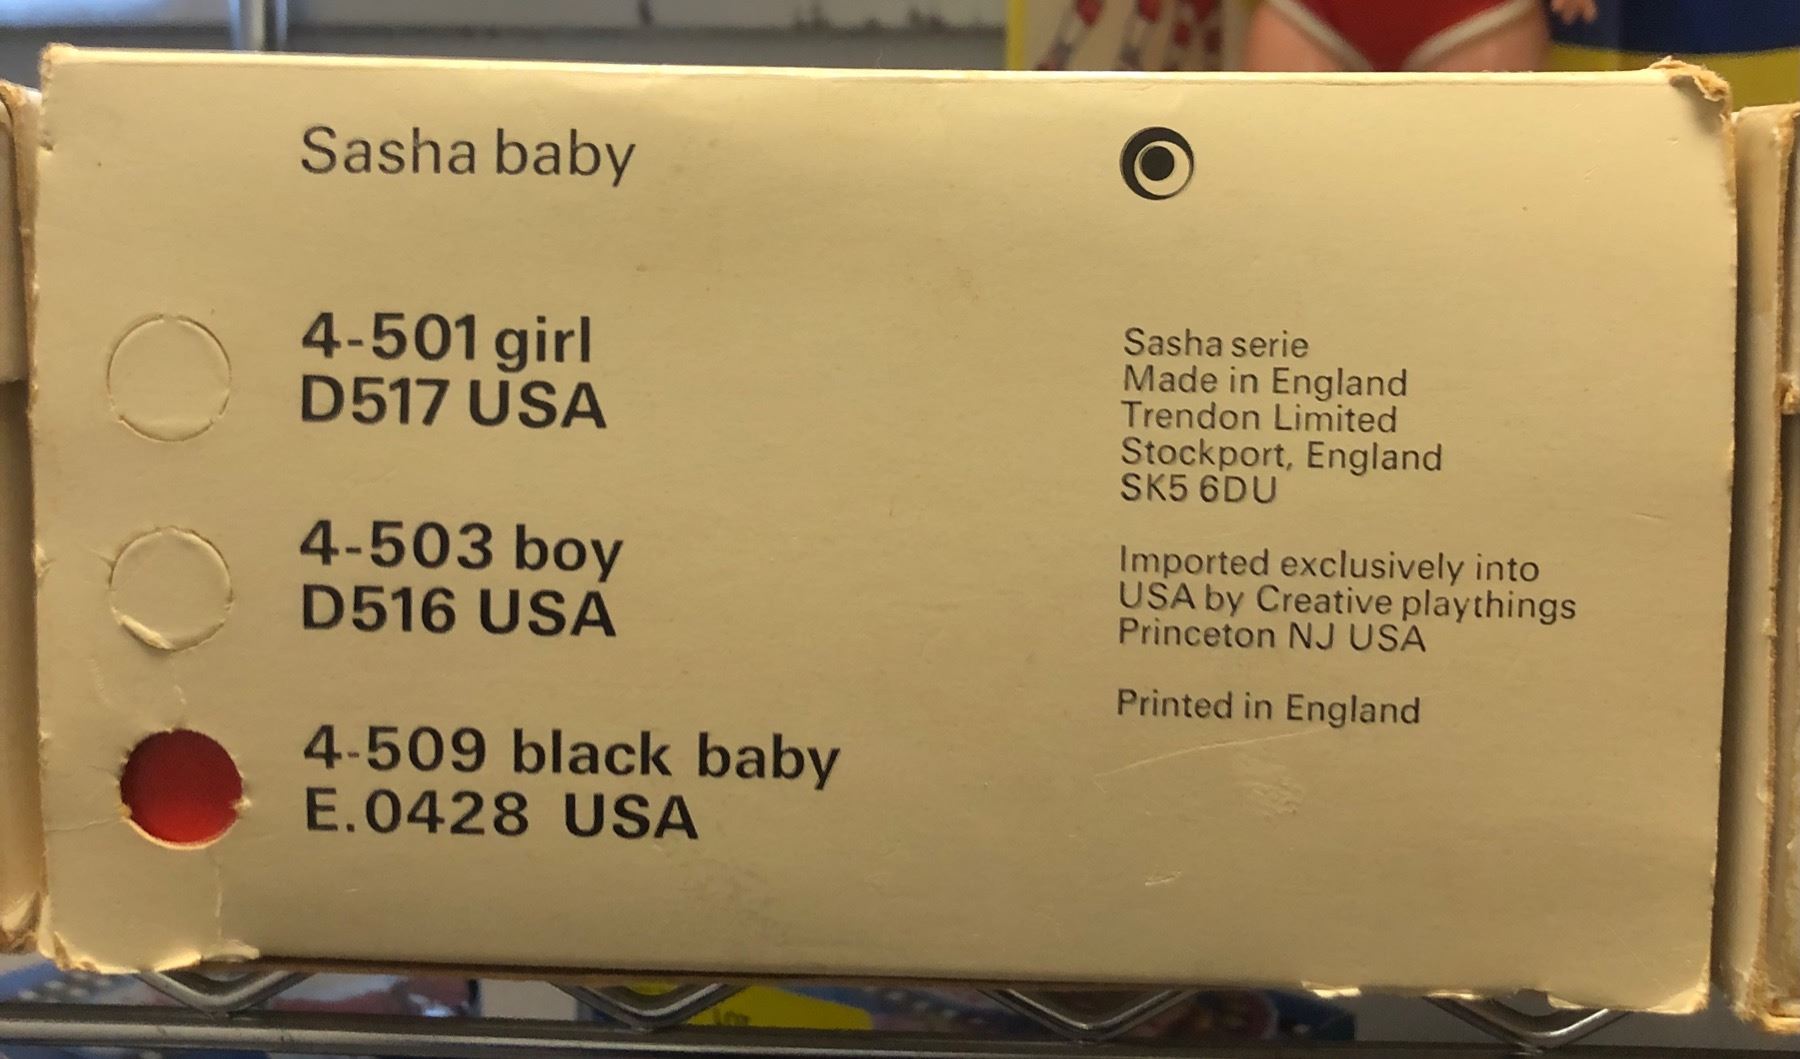 Sasha baby
4-501 girl
D517 USA
4-503 boy
D516 USA
4-509 black baby
E.0428 USA
Sasha serie
Made in England
Trendon Limited
Stockport, England
SK5 6DU
Imported exclusively into
USA by Creative playthings
Princeton NJ USA
Printed in England